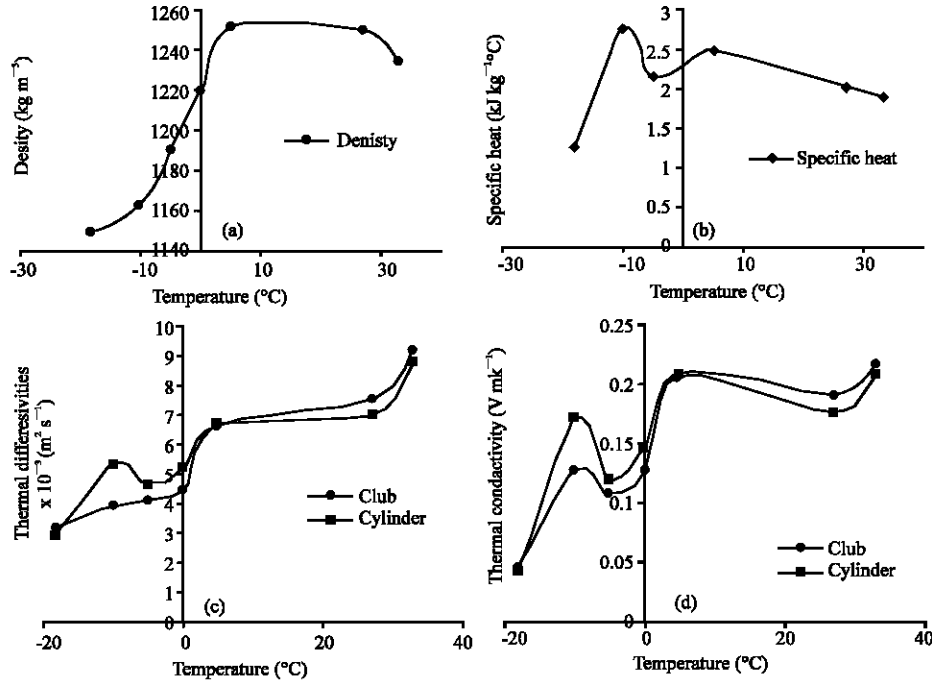 1260
1240
1220
1200
1180
1160
1140
Desity (kg m⁻³)
Denisty
(a)
-30
-10
10
30
Temperature (°C)
3
2.5
2
1.5
1
0.5
0
Specific heat (kJ kg⁻¹°C)
Specific heat
(b)
-30
-10
10
30
Temperature (°C)
10
9
8
7
6
5
4
3
2
1
0
Thermal differesivities
x 10⁻³ (m² s⁻¹)
Club
Cylinder
(c)
-20
0
20
40
Temperature (°C)
0.25
0.2
0.15
0.1
0.05
0
Thermal condactivity (V mk⁻¹)
Club
Cylinder
(d)
-20
0
20
40
Temperature (°C)